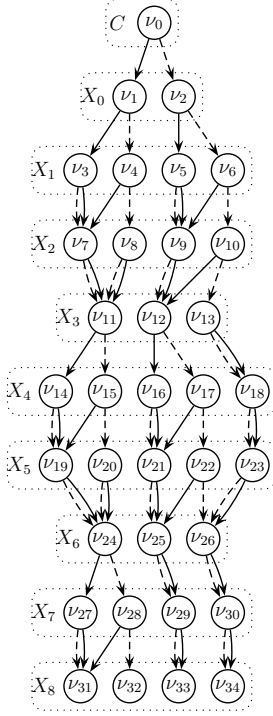 C ν₀
X₀ ν₁ ν₂
X₁ ν₃ ν₄ ν₅ ν₆
X₂ ν₇ ν₈ ν₉ ν₁₀
X₃ ν₁₁ ν₁₂ ν₁₃
X₄ ν₁₄ ν₁₅ ν₁₆ ν₁₇ ν₁₈
X₅ ν₁₉ ν₂₀ ν₂₁ ν₂₂ ν₂₃
X₆ ν₂₄ ν₂₅ ν₂₆
X₇ ν₂₇ ν₂₈ ν₂₉ ν₃₀
X₈ ν₃₁ ν₃₂ ν₃₃ ν₃₄